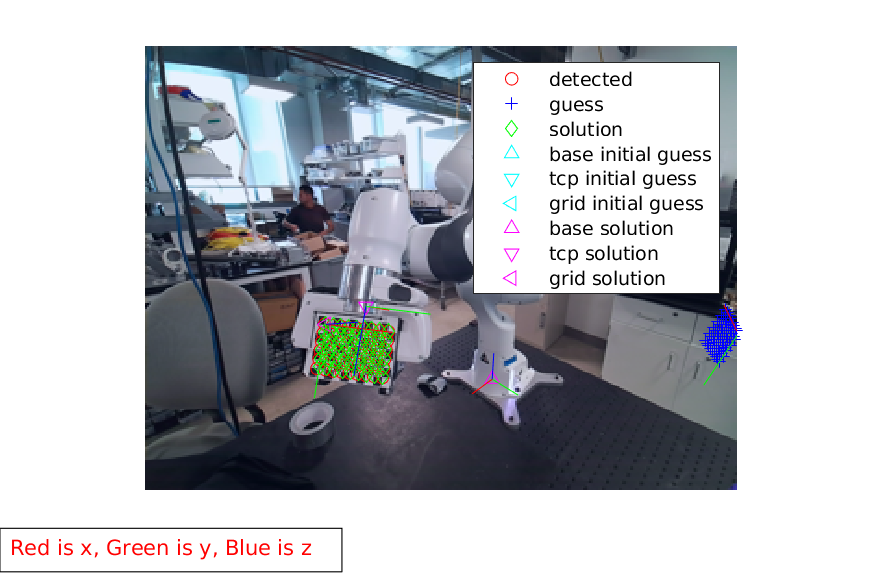 detected
guess
solution
base initial guess
tcp initial guess
grid initial guess
base solution
tcp solution
grid solution
Red is x, Green is y, Blue is z